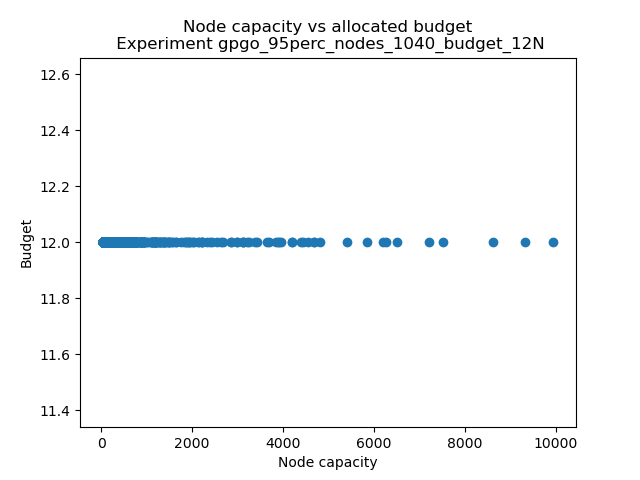 Node capacity vs allocated budget
Experiment gpgo_95perc_nodes_1040_budget_12N
12.6
12.4
12.2
12.0
11.8
11.6
11.4
Budget
0 2000 4000 6000 8000 10000
Node capacity